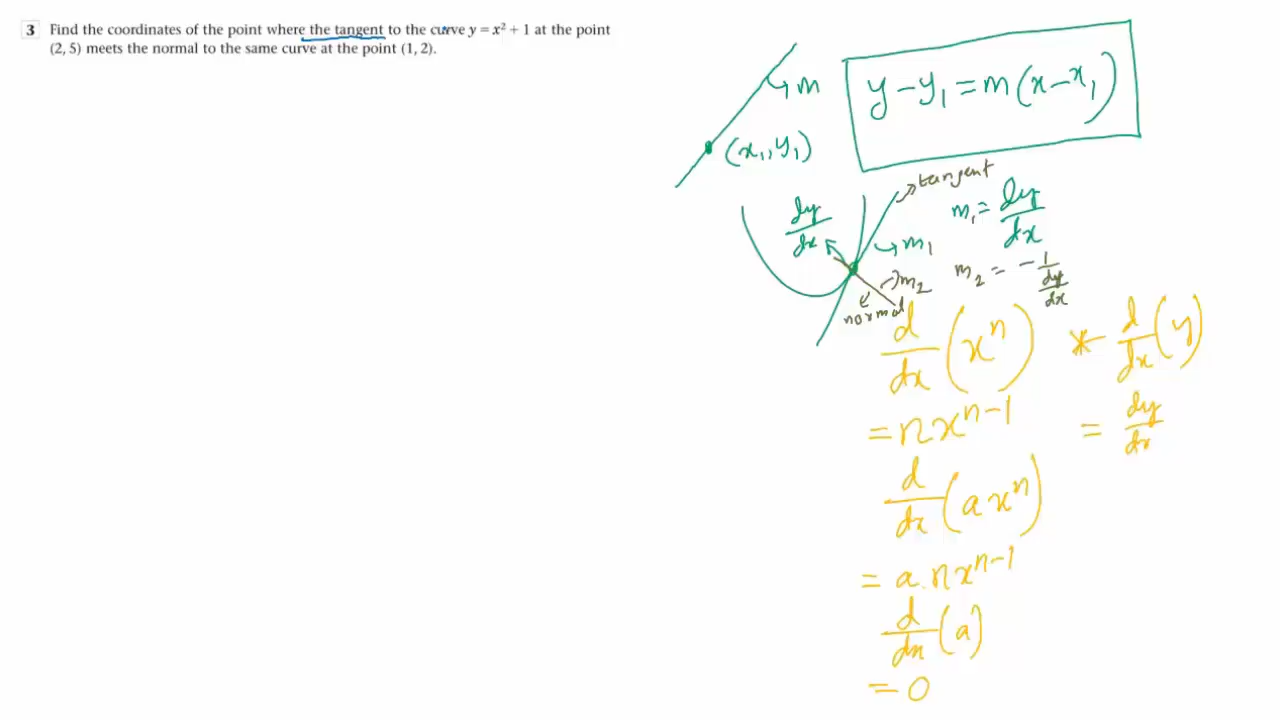 3 Find the coordinates of the point where the tangent to the curve y = x² + 1 at the point
(2, 5) meets the normal to the same curve at the point (1, 2).
m
(x₁, y₁)
y − y₁ = m(x − x₁)
tangent
dy/dx
m₁
m₁ = dy/dx
m₂
normal
m₂ = − 1/(dy/dx)
d/dx (xⁿ)
= nxⁿ⁻¹
* d/dx (y)
= dy/dx
d/dx (a xⁿ)
= a.nxⁿ⁻¹
d/dx (a)
= 0